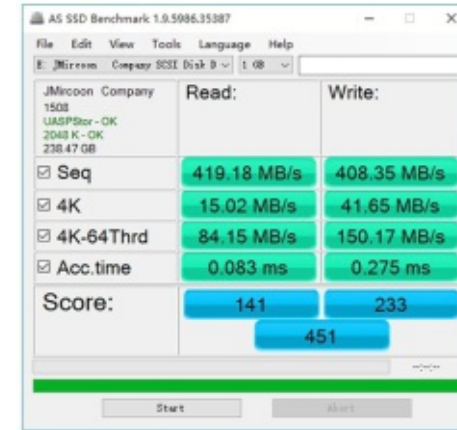 AS SSD Benchmark 1.9.5986.35387
File Edit View Tools Language Help
E: JMircoon Company SCSI Disk D 1 GB
JMircoon Company
1508
UASPStor - OK
2048 K - OK
238.47 GB
Read:
Write:
Seq 419.18 MB/s 408.35 MB/s
4K 15.02 MB/s 41.65 MB/s
4K-64Thrd 84.15 MB/s 150.17 MB/s
Acc.time 0.083 ms 0.275 ms
Score: 141 233
451
--:--:--
Start Abort